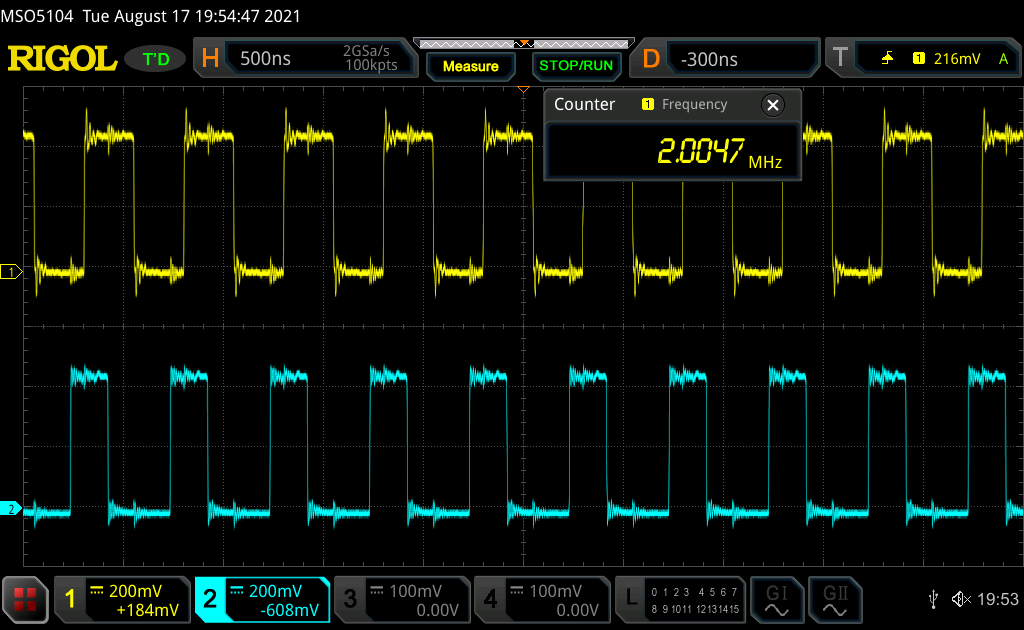 MSO5104 Tue August 17 19:54:47 2021
RIGOL T'D H 500ns 2GSa/s 100kpts Measure STOP/RUN D -300ns T 1 216mV A
Counter 1 Frequency
2.0047 MHz
1
2
1 200mV +184mV
2 200mV -608mV
3 100mV 0.00V
4 100mV 0.00V
L 0 1 2 3 4 5 6 7
8 9 10 11 12 13 14 15
GI GII
19:53